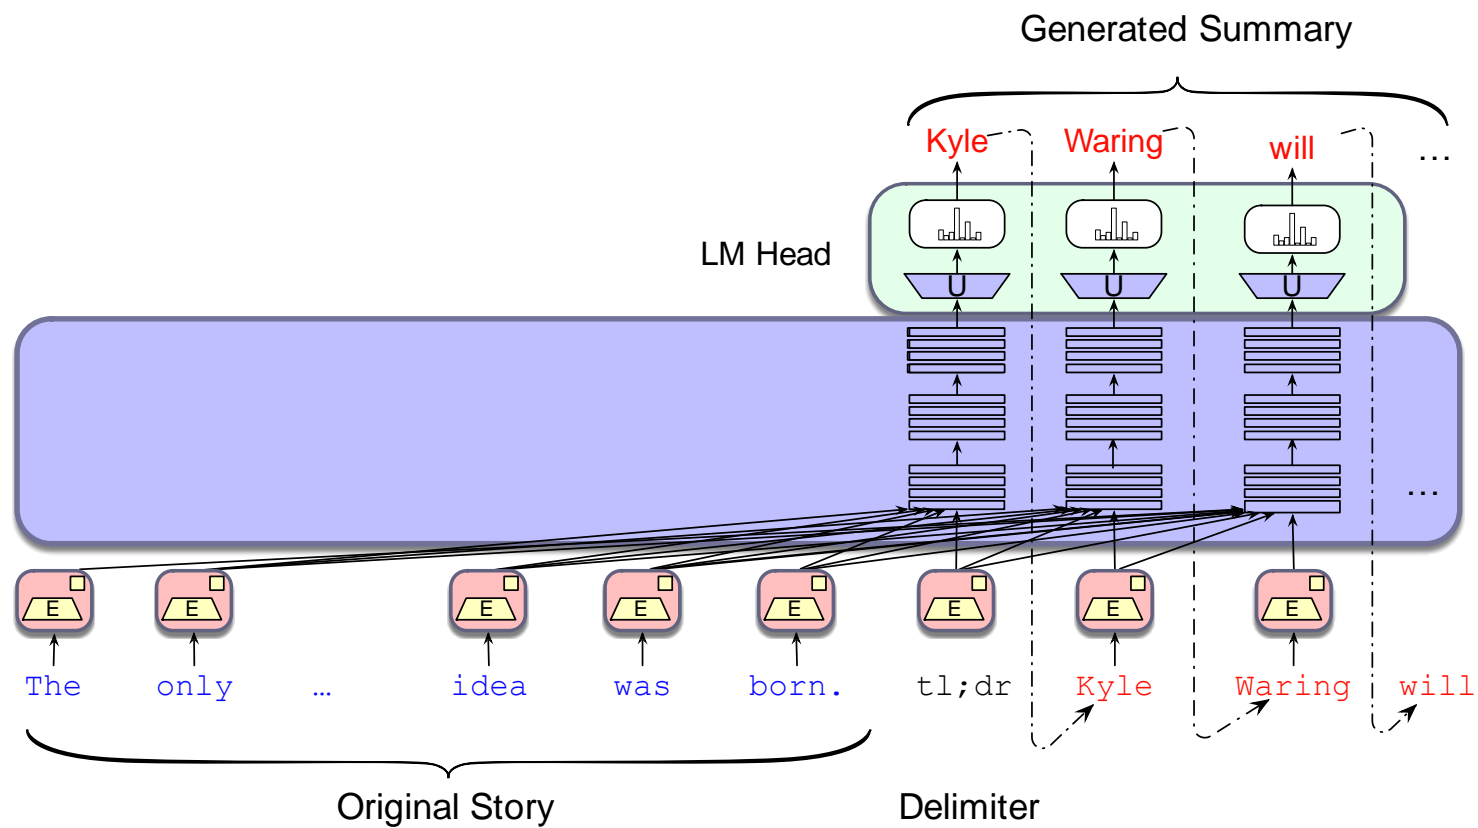 Generated Summary
Kyle Waring will …
LM Head
U U U
…
E E E E E E E E
The only … idea was born. tl;dr Kyle Waring will
Original Story Delimiter